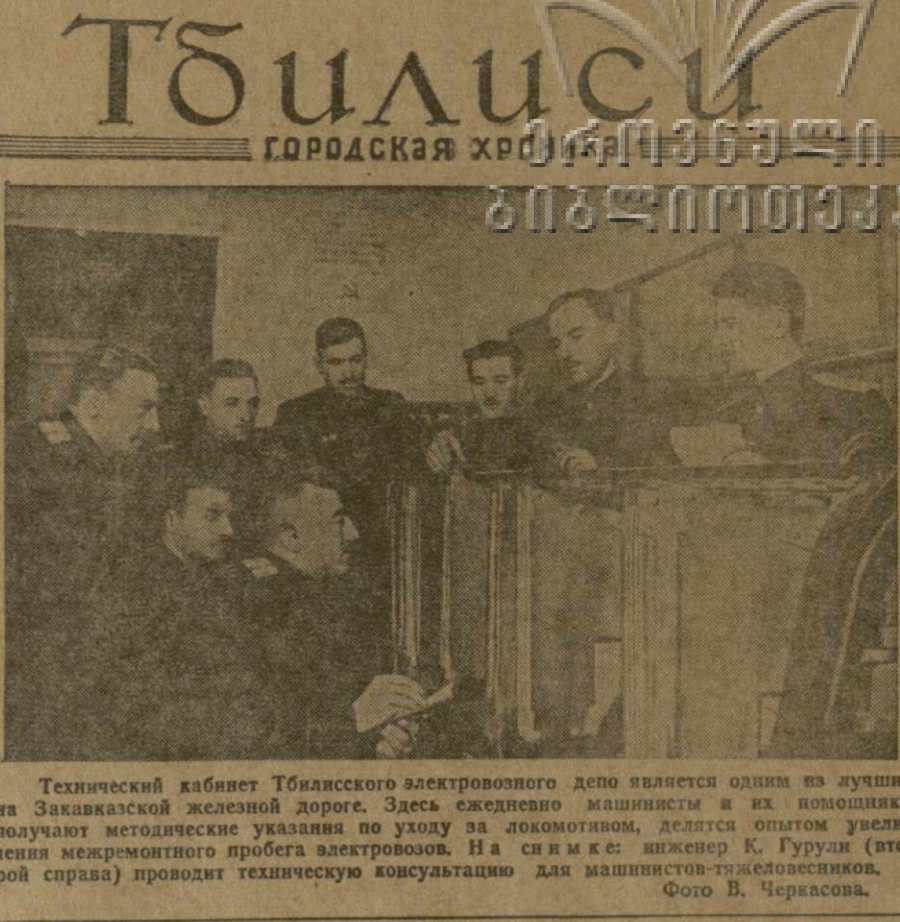 Тбилиси
ГОРОДСКАЯ ХРОНИКА
ეროვნული
ბიბლიოთეკა
Технический кабинет Тбилисского электровозного депо является одним из лучши
на Закавказской железной дороге. Здесь ежедневно машинисты и их помощник
получают методические указания по уходу за локомотивом, делятся опытом увели
чения межремонтного пробега электровозов. На снимке: инженер К. Гурули (вто
рой справа) проводит техническую консультацию для машинистов-тяжеловесников.
Фото В. Черкасова.